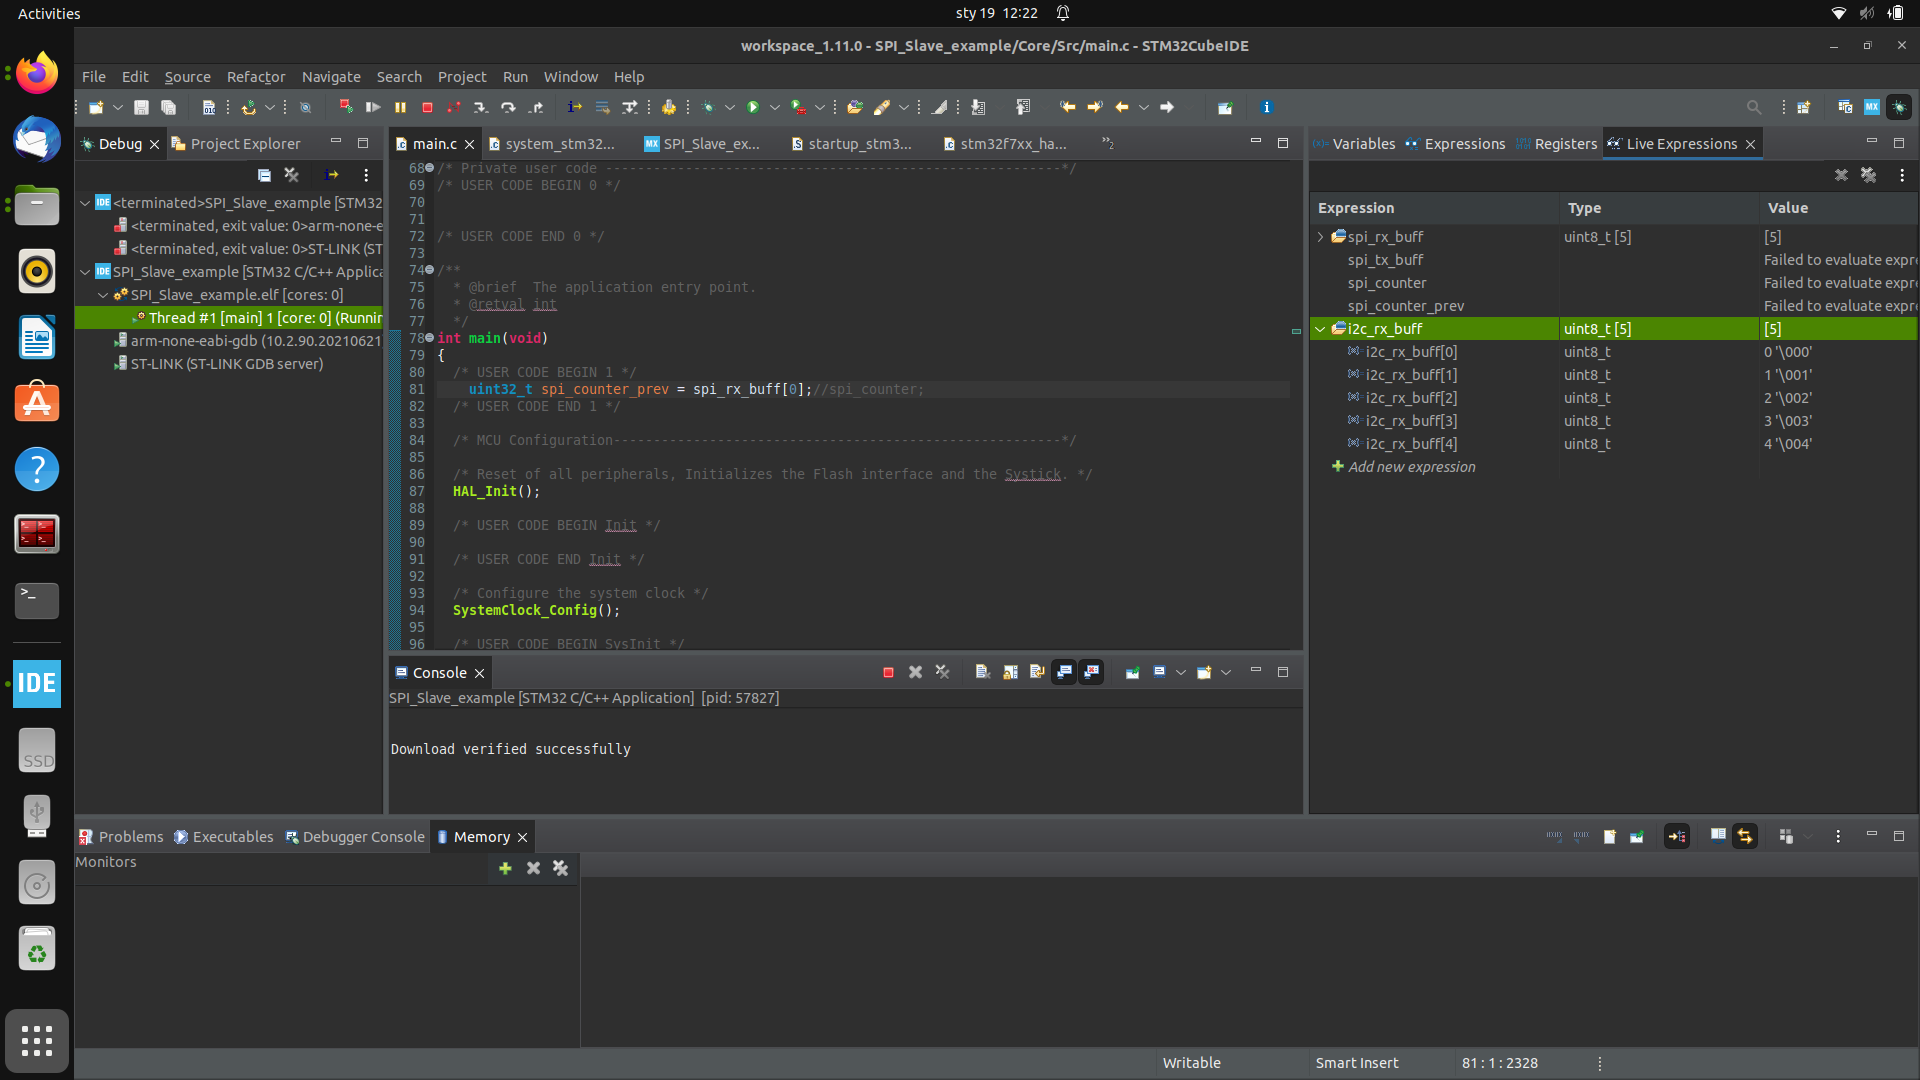 Activities
sty 19 12:22
workspace_1.11.0 - SPI_Slave_example/Core/Src/main.c - STM32CubeIDE
File Edit Source Refactor Navigate Search Project Run Window Help
Debug
Project Explorer
<terminated>SPI_Slave_example [STM32
<terminated, exit value: 0>arm-none-e
<terminated, exit value: 0>ST-LINK (ST
SPI_Slave_example [STM32 C/C++ Applica
SPI_Slave_example.elf [cores: 0]
Thread #1 [main] 1 [core: 0] (Runnin
arm-none-eabi-gdb (10.2.90.20210621
ST-LINK (ST-LINK GDB server)
main.c
system_stm32...
MX SPI_Slave_ex...
startup_stm3...
stm32f7xx_ha...
»2
68 /* Private user code ---------------------------------------------------------*/
69 /* USER CODE BEGIN 0 */
70
71
72 /* USER CODE END 0 */
73
74 /**
75 * @brief  The application entry point.
76 * @retval int
77 */
78 int main(void)
79 {
80 /* USER CODE BEGIN 1 */
81 uint32_t spi_counter_prev = spi_rx_buff[0];//spi_counter;
82 /* USER CODE END 1 */
83
84 /* MCU Configuration--------------------------------------------------------*/
85
86 /* Reset of all peripherals, Initializes the Flash interface and the Systick. */
87 HAL_Init();
88
89 /* USER CODE BEGIN Init */
90
91 /* USER CODE END Init */
92
93 /* Configure the system clock */
94 SystemClock_Config();
95
96 /* USER CODE BEGIN SysInit */
Console
SPI_Slave_example [STM32 C/C++ Application] [pid: 57827]
Download verified successfully
Variables
Expressions
Registers
Live Expressions
Expression Type Value
spi_rx_buff uint8_t [5] [5]
spi_tx_buff Failed to evaluate expr
spi_counter Failed to evaluate expr
spi_counter_prev Failed to evaluate expr
i2c_rx_buff uint8_t [5] [5]
i2c_rx_buff[0] uint8_t 0 '\000'
i2c_rx_buff[1] uint8_t 1 '\001'
i2c_rx_buff[2] uint8_t 2 '\002'
i2c_rx_buff[3] uint8_t 3 '\003'
i2c_rx_buff[4] uint8_t 4 '\004'
Add new expression
Problems
Executables
Debugger Console
Memory
Monitors
IDE
SSD
Writable
Smart Insert
81 : 1 : 2328